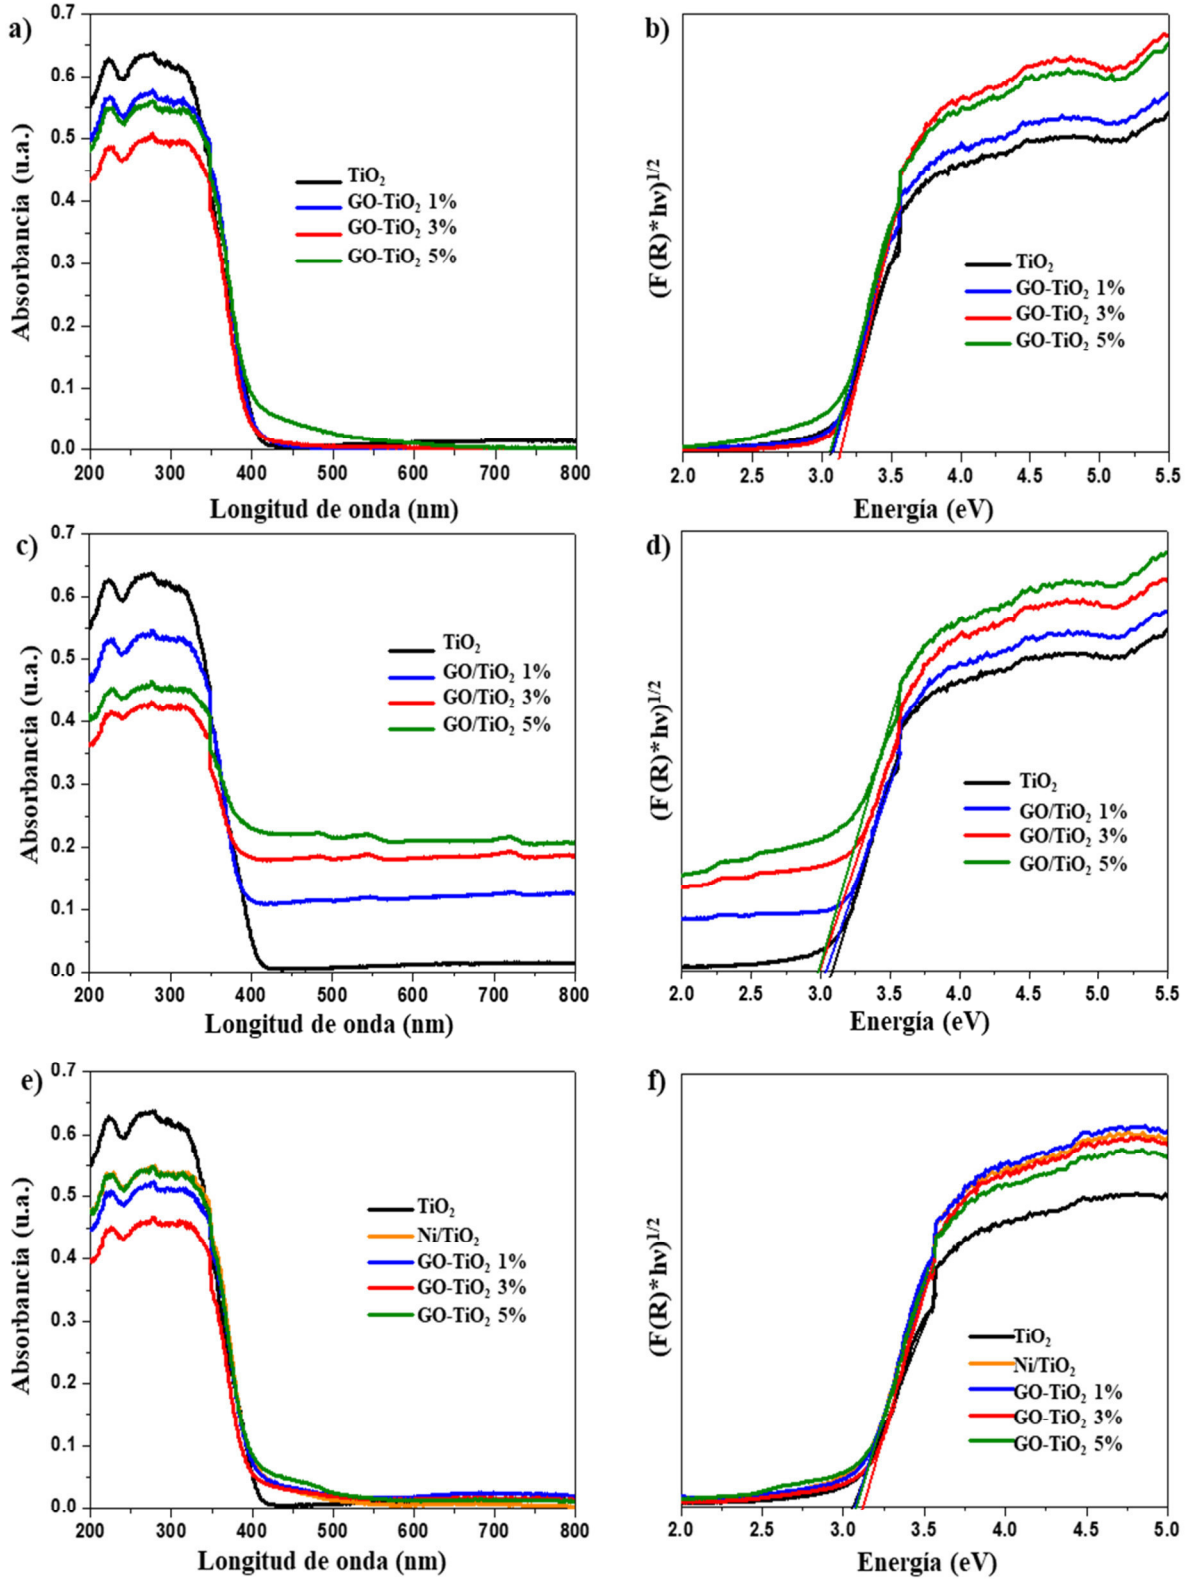 a)
0.7
0.6
0.5
0.4
0.3
0.2
0.1
0.0
Absorbancia (u.a.)
TiO₂
GO-TiO₂ 1%
GO-TiO₂ 3%
GO-TiO₂ 5%
200 300 400 500 600 700 800
Longitud de onda (nm)
b)
(F(R)*hν)^1/2
TiO₂
GO-TiO₂ 1%
GO-TiO₂ 3%
GO-TiO₂ 5%
2.0 2.5 3.0 3.5 4.0 4.5 5.0 5.5
Energía (eV)
c)
0.7
0.6
0.5
0.4
0.3
0.2
0.1
0.0
Absorbancia (u.a.)
TiO₂
GO/TiO₂ 1%
GO/TiO₂ 3%
GO/TiO₂ 5%
200 300 400 500 600 700 800
Longitud de onda (nm)
d)
(F(R)*hν)^1/2
TiO₂
GO/TiO₂ 1%
GO/TiO₂ 3%
GO/TiO₂ 5%
2.0 2.5 3.0 3.5 4.0 4.5 5.0 5.5
Energía (eV)
e)
0.7
0.6
0.5
0.4
0.3
0.2
0.1
0.0
Absorbancia (u.a.)
TiO₂
Ni/TiO₂
GO-TiO₂ 1%
GO-TiO₂ 3%
GO-TiO₂ 5%
200 300 400 500 600 700 800
Longitud de onda (nm)
f)
(F(R)*hν)^1/2
TiO₂
Ni/TiO₂
GO-TiO₂ 1%
GO-TiO₂ 3%
GO-TiO₂ 5%
2.0 2.5 3.0 3.5 4.0 4.5 5.0
Energía (eV)